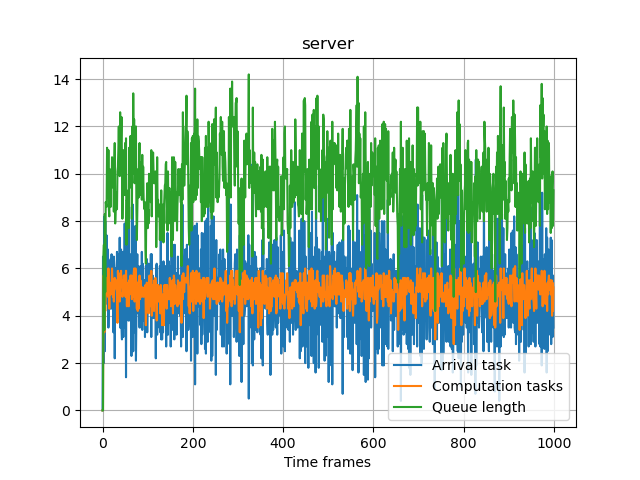 server
14
12
10
8
6
4
2
0
0 200 400 600 800 1000
Time frames
Arrival task
Computation tasks
Queue length